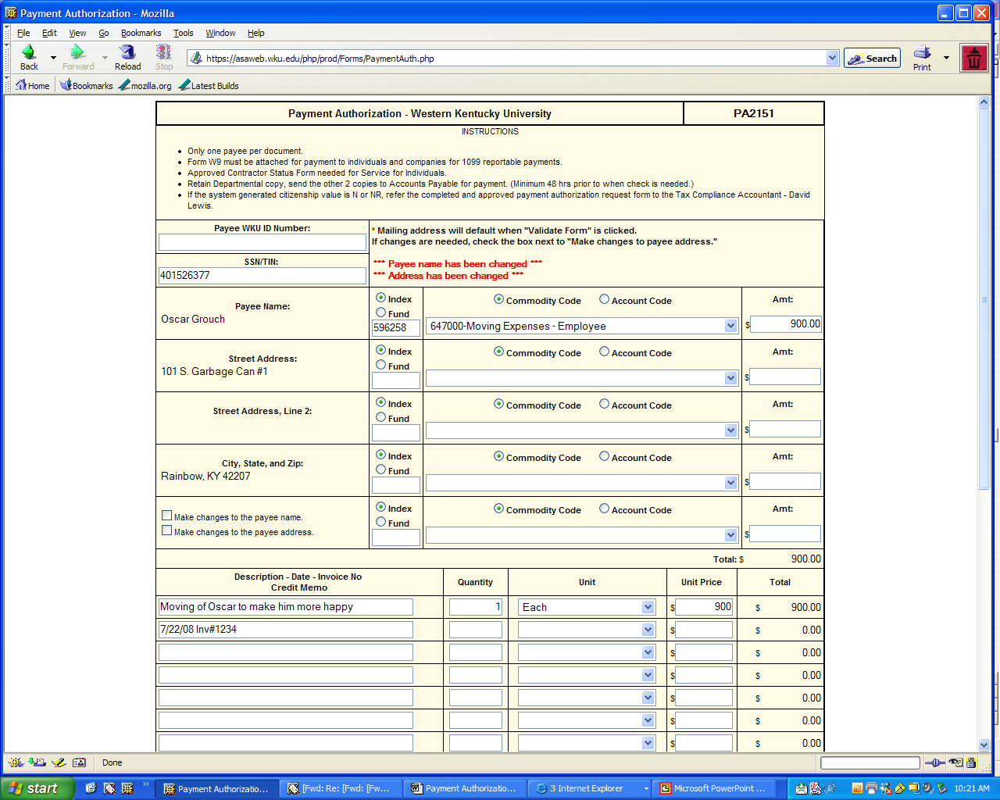 Payment Authorization - Mozilla
File Edit View Go Bookmarks Tools Window Help
Back Forward Reload Stop https://asaweb.wku.edu/php/prod/Forms/PaymentAuth.php Search Print
Home Bookmarks mozilla.org Latest Builds
Payment Authorization - Western Kentucky University PA2151
INSTRUCTIONS
• Only one payee per document.
• Form W9 must be attached for payment to individuals and companies for 1099 reportable payments.
• Approved Contractor Status Form needed for Service for Individuals.
• Retain Departmental copy, send the other 2 copies to Accounts Payable for payment. (Minimum 48 hrs prior to when check is needed.)
• If the system generated citizenship value is N or NR, refer the completed and approved payment authorization request form to the Tax Compliance Accountant - David
Lewis.
Payee WKU ID Number:
* Mailing address will default when "Validate Form" is clicked.
If changes are needed, check the box next to "Make changes to payee address."
SSN/TIN:
401526377
*** Payee name has been changed ***
*** Address has been changed ***
Payee Name:
Oscar Grouch
Index Commodity Code Account Code Amt:
Fund
596258 647000-Moving Expenses - Employee $ 900.00
Street Address:
101 S. Garbage Can #1
Index Commodity Code Account Code Amt:
Fund
$
Street Address, Line 2:
Index Commodity Code Account Code Amt:
Fund
$
City, State, and Zip:
Rainbow, KY 42207
Index Commodity Code Account Code Amt:
Fund
$
Make changes to the payee name.
Make changes to the payee address.
Index Commodity Code Account Code Amt:
Fund
$
Total: $ 900.00
Description - Date - Invoice No
Credit Memo
Quantity Unit Unit Price Total
Moving of Oscar to make him more happy 1 Each $ 900 $ 900.00
7/22/08 Inv#1234 $ $ 0.00
$ $ 0.00
$ $ 0.00
$ $ 0.00
$ $ 0.00
$ $ 0.00
Done
start Payment Authorizatio... [Fwd: Re: [Fwd: [Fw... Payment Authorizatio... 3 Internet Explorer Microsoft PowerPoint ... 10:21 AM